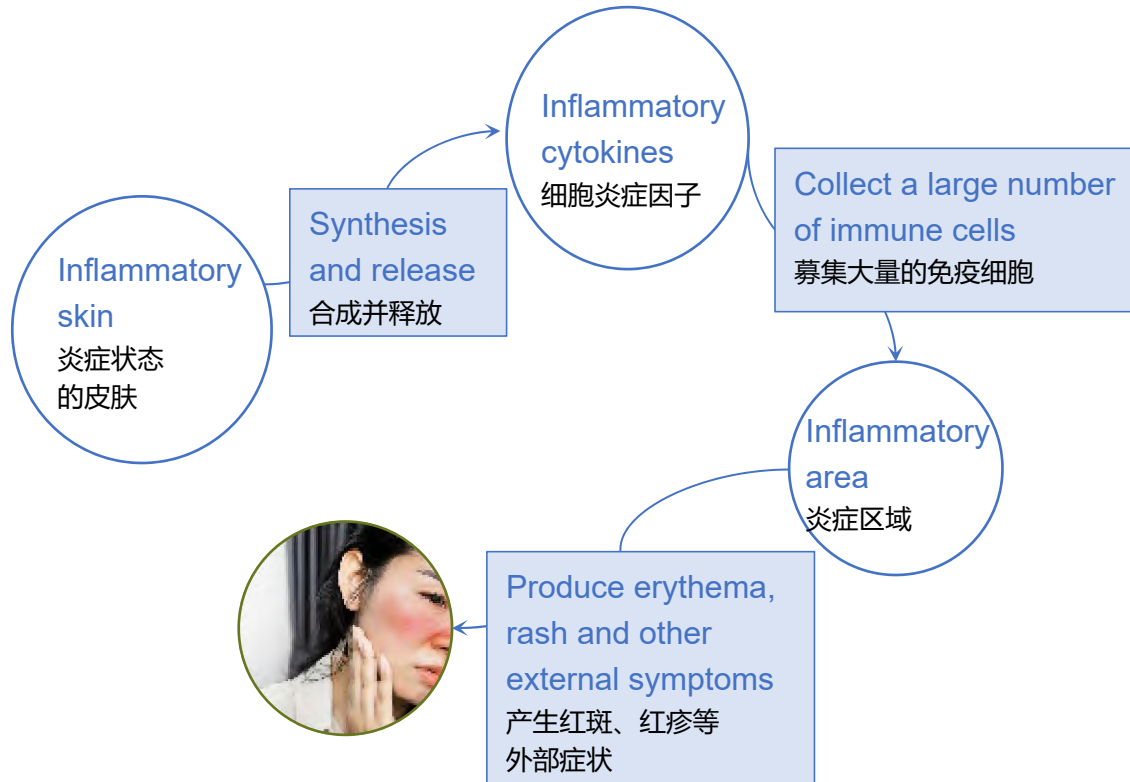 Inflammatory
skin
炎症状态
的皮肤
Synthesis
and release
合成并释放
Inflammatory
cytokines
细胞炎症因子
Collect a large number
of immune cells
募集大量的免疫细胞
Inflammatory
area
炎症区域
Produce erythema,
rash and other
external symptoms
产生红斑、红疹等
外部症状